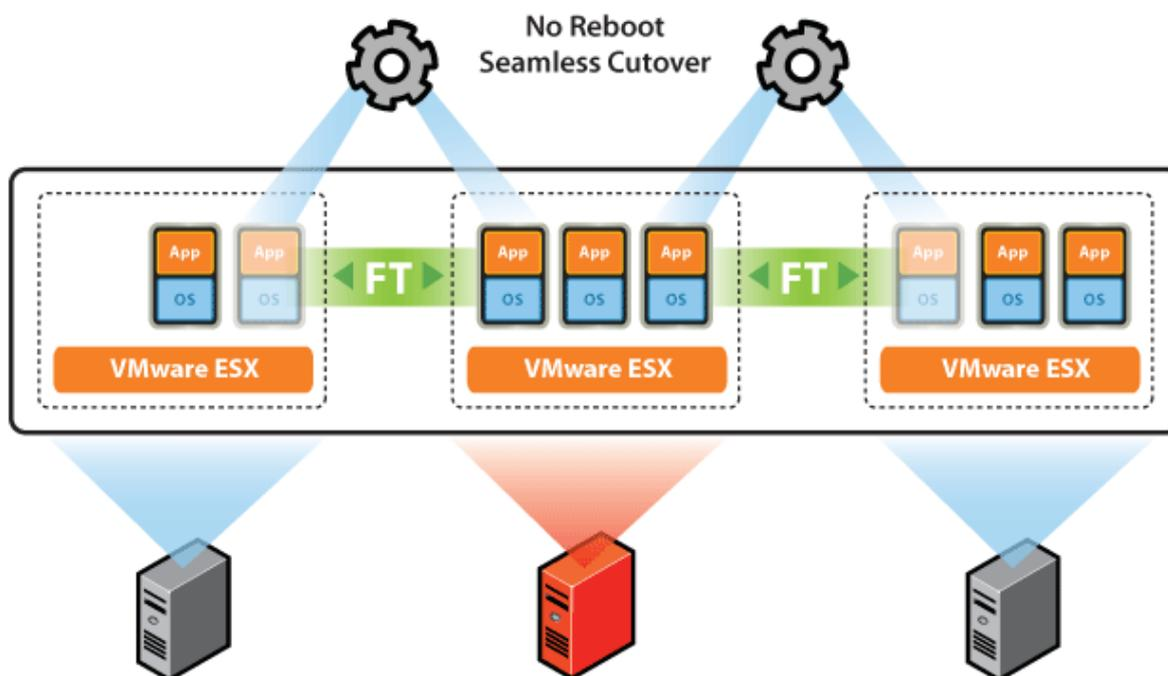 No Reboot
Seamless Cutover
App App App App App App App App
FT FT
OS OS OS OS OS OS OS OS
VMware ESX VMware ESX VMware ESX